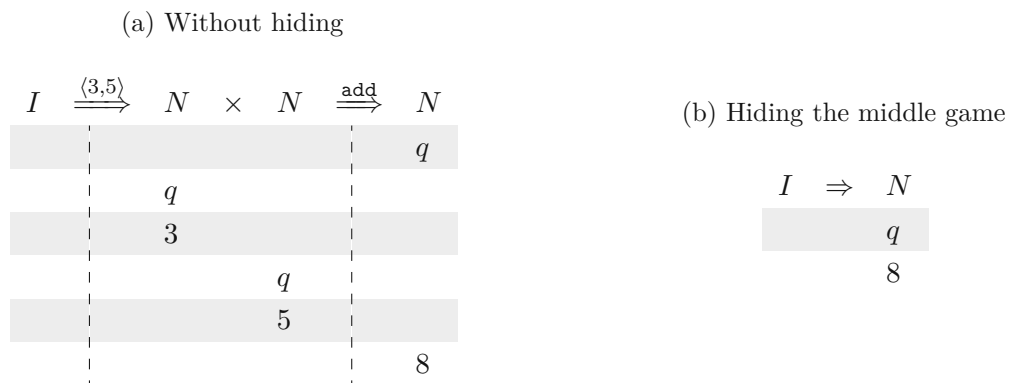 (a) Without hiding
I ⟹^{⟨3,5⟩} N × N ⟹^{add} N
q
q
3
q
5
8
(b) Hiding the middle game
I ⇒ N
q
8